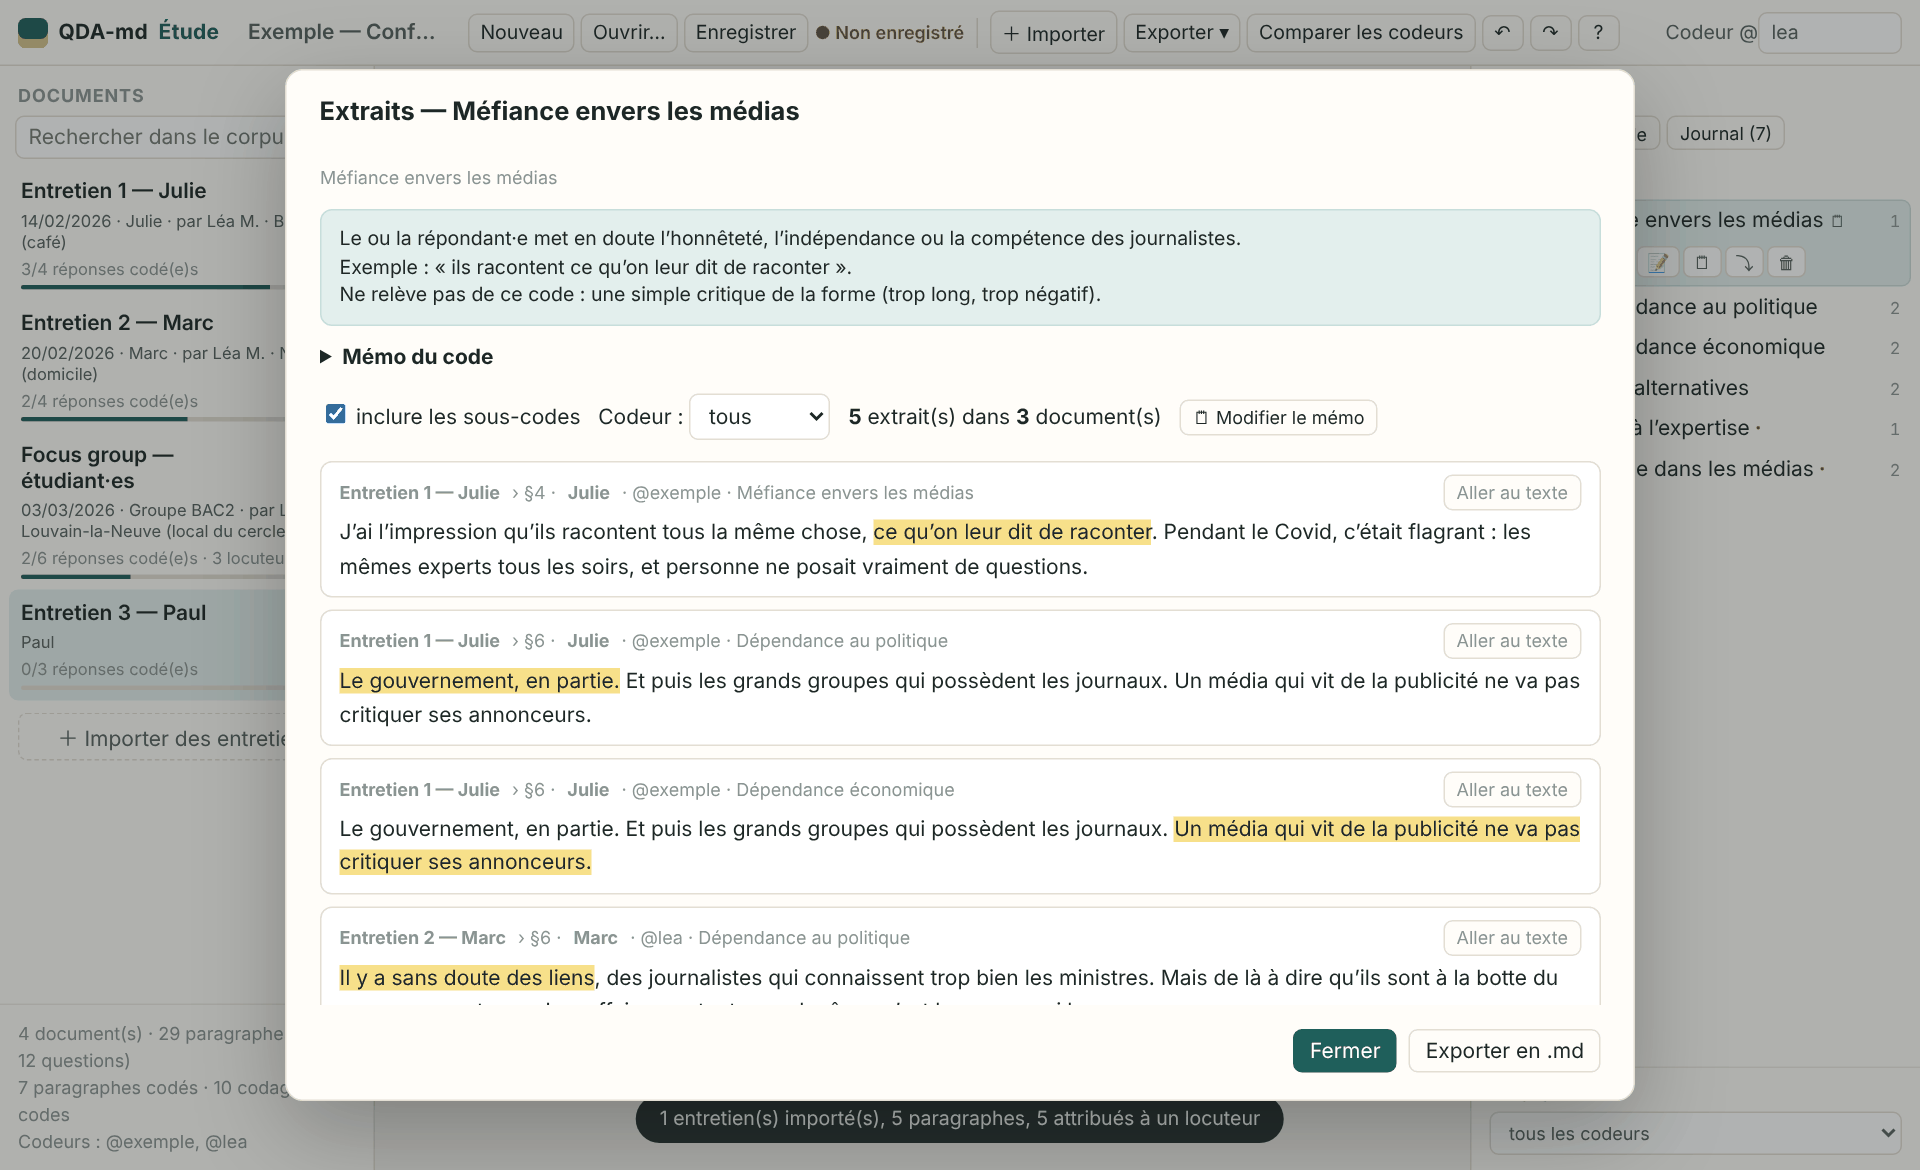 QDA-md Étude
Exemple — Conf...
Nouveau
Ouvrir...
Enregistrer
Non enregistré
+ Importer
Exporter ▾
Comparer les codeurs
↶
↷
?
Codeur @ lea
DOCUMENTS
Rechercher dans le corpu
Entretien 1 — Julie
14/02/2026 · Julie · par Léa M. · B
(café)
3/4 réponses codé(e)s
Entretien 2 — Marc
20/02/2026 · Marc · par Léa M. · N
(domicile)
2/4 réponses codé(e)s
Focus group —
étudiant·es
03/03/2026 · Groupe BAC2 · par L
Louvain-la-Neuve (local du cercle
2/6 réponses codé(e)s · 3 locuteu
Entretien 3 — Paul
Paul
0/3 réponses codé(e)s
+ Importer des entretie
4 document(s) · 29 paragraphe
12 questions)
7 paragraphes codés · 10 codag
codes
Codeurs : @exemple, @lea
Extraits — Méfiance envers les médias
Méfiance envers les médias
Le ou la répondant·e met en doute l’honnêteté, l’indépendance ou la compétence des journalistes.
Exemple : « ils racontent ce qu’on leur dit de raconter ».
Ne relève pas de ce code : une simple critique de la forme (trop long, trop négatif).
▶ Mémo du code
inclure les sous-codes Codeur : tous 5 extrait(s) dans 3 document(s) Modifier le mémo
Entretien 1 — Julie › §4 · Julie · @exemple · Méfiance envers les médias
Aller au texte
J’ai l’impression qu’ils racontent tous la même chose, ce qu’on leur dit de raconter. Pendant le Covid, c’était flagrant : les
mêmes experts tous les soirs, et personne ne posait vraiment de questions.
Entretien 1 — Julie › §6 · Julie · @exemple · Dépendance au politique
Aller au texte
Le gouvernement, en partie. Et puis les grands groupes qui possèdent les journaux. Un média qui vit de la publicité ne va pas
critiquer ses annonceurs.
Entretien 1 — Julie › §6 · Julie · @exemple · Dépendance économique
Aller au texte
Le gouvernement, en partie. Et puis les grands groupes qui possèdent les journaux. Un média qui vit de la publicité ne va pas
critiquer ses annonceurs.
Entretien 2 — Marc › §6 · Marc · @lea · Dépendance au politique
Aller au texte
Il y a sans doute des liens, des journalistes qui connaissent trop bien les ministres. Mais de là à dire qu’ils sont à la botte du
Fermer
Exporter en .md
1 entretien(s) importé(s), 5 paragraphes, 5 attribués à un locuteur
e
Journal (7)
e envers les médias 1
dance au politique 2
dance économique 2
alternatives 2
à l’expertise · 1
e dans les médias · 2
tous les codeurs